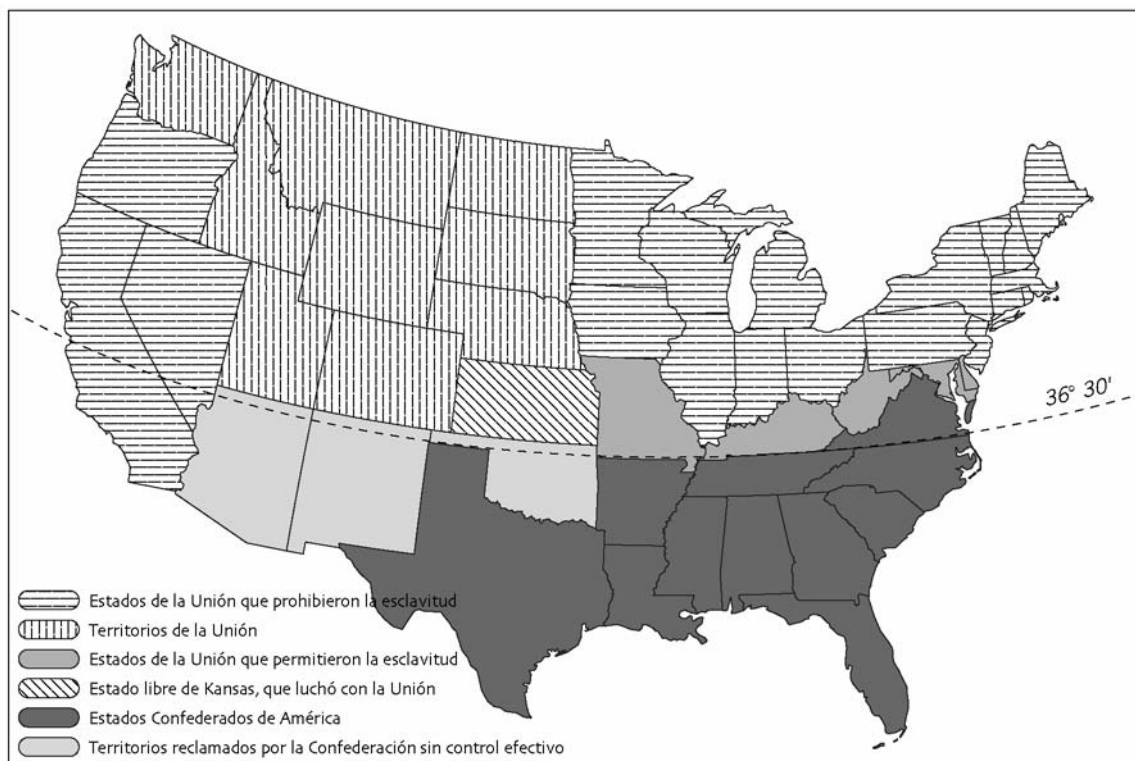 36° 30'
Estados de la Unión que prohibieron la esclavitud
Territorios de la Unión
Estados de la Unión que permitieron la esclavitud
Estado libre de Kansas, que luchó con la Unión
Estados Confederados de América
Territorios reclamados por la Confederación sin control efectivo